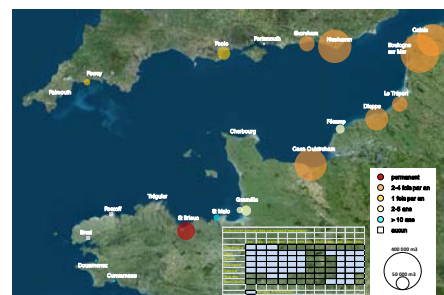 Calais
Boulogne
sur Mer
Shoreham
Newhaven
Portsmouth
Poole
Fowey
Falmouth
Le Tréport
Dieppe
Fécamp
Cherbourg
Caen Ouistreham
Granville
St Malo
St Brieuc
Tréguier
Roscoff
Brest
Douarnenez
Concarneau
permanent
2-4 fois par an
1 fois par an
2-5 ans
> 10 ans
aucun
400 000 m3
50 000 m3